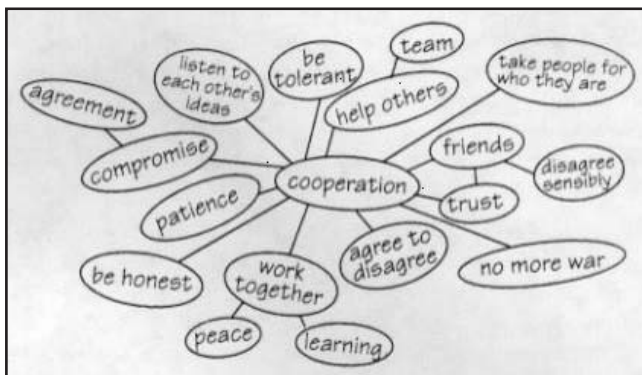 team
be
tolerant
listen to
each other's
ideas
take people for
who they are
agreement
help others
compromise
friends
disagree
sensibly
cooperation
patience
trust
agree to
disagree
no more war
be honest
work
together
peace
learning